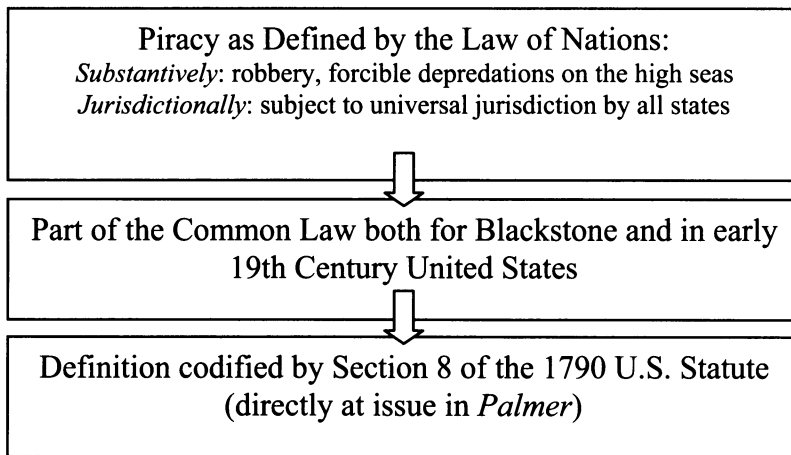 Piracy as Defined by the Law of Nations:
Substantively: robbery, forcible depredations on the high seas
Jurisdictionally: subject to universal jurisdiction by all states
Part of the Common Law both for Blackstone and in early
19th Century United States
Definition codified by Section 8 of the 1790 U.S. Statute
(directly at issue in Palmer)